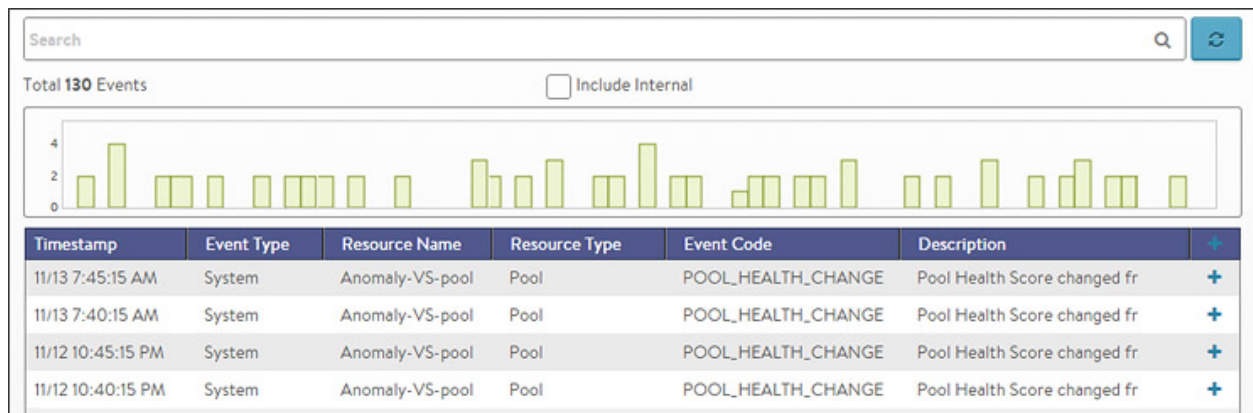 Search
Total 130 Events Include Internal
4
2
0
Timestamp Event Type Resource Name Resource Type Event Code Description +
11/13 7:45:15 AM System Anomaly-VS-pool Pool POOL_HEALTH_CHANGE Pool Health Score changed fr +
11/13 7:40:15 AM System Anomaly-VS-pool Pool POOL_HEALTH_CHANGE Pool Health Score changed fr +
11/12 10:45:15 PM System Anomaly-VS-pool Pool POOL_HEALTH_CHANGE Pool Health Score changed fr +
11/12 10:40:15 PM System Anomaly-VS-pool Pool POOL_HEALTH_CHANGE Pool Health Score changed fr +